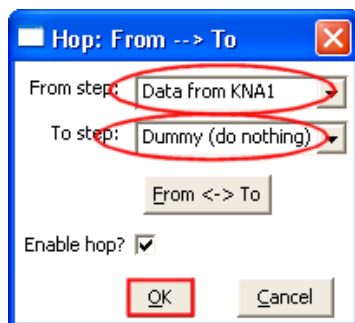 Hop: From --> To
From step: Data from KNA1
To step: Dummy (do nothing)
From <-> To
Enable hop?
OK Cancel